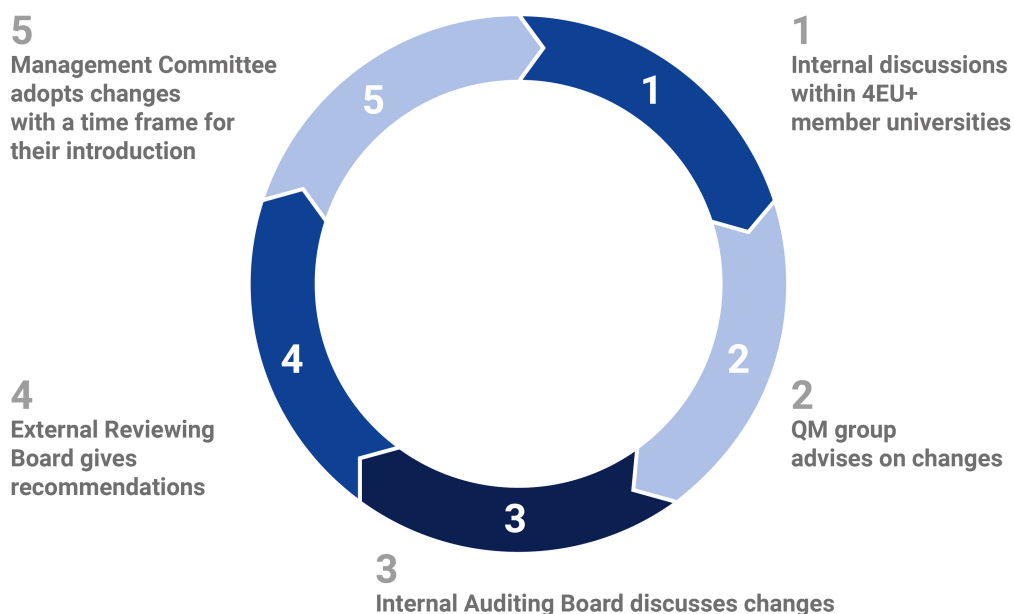 5
Management Committee
adopts changes
with a time frame for
their introduction
1
Internal discussions
within 4EU+
member universities
5
1
4
2
4
External Reviewing
Board gives
recommendations
2
QM group
advises on changes
3
3
Internal Auditing Board discusses changes